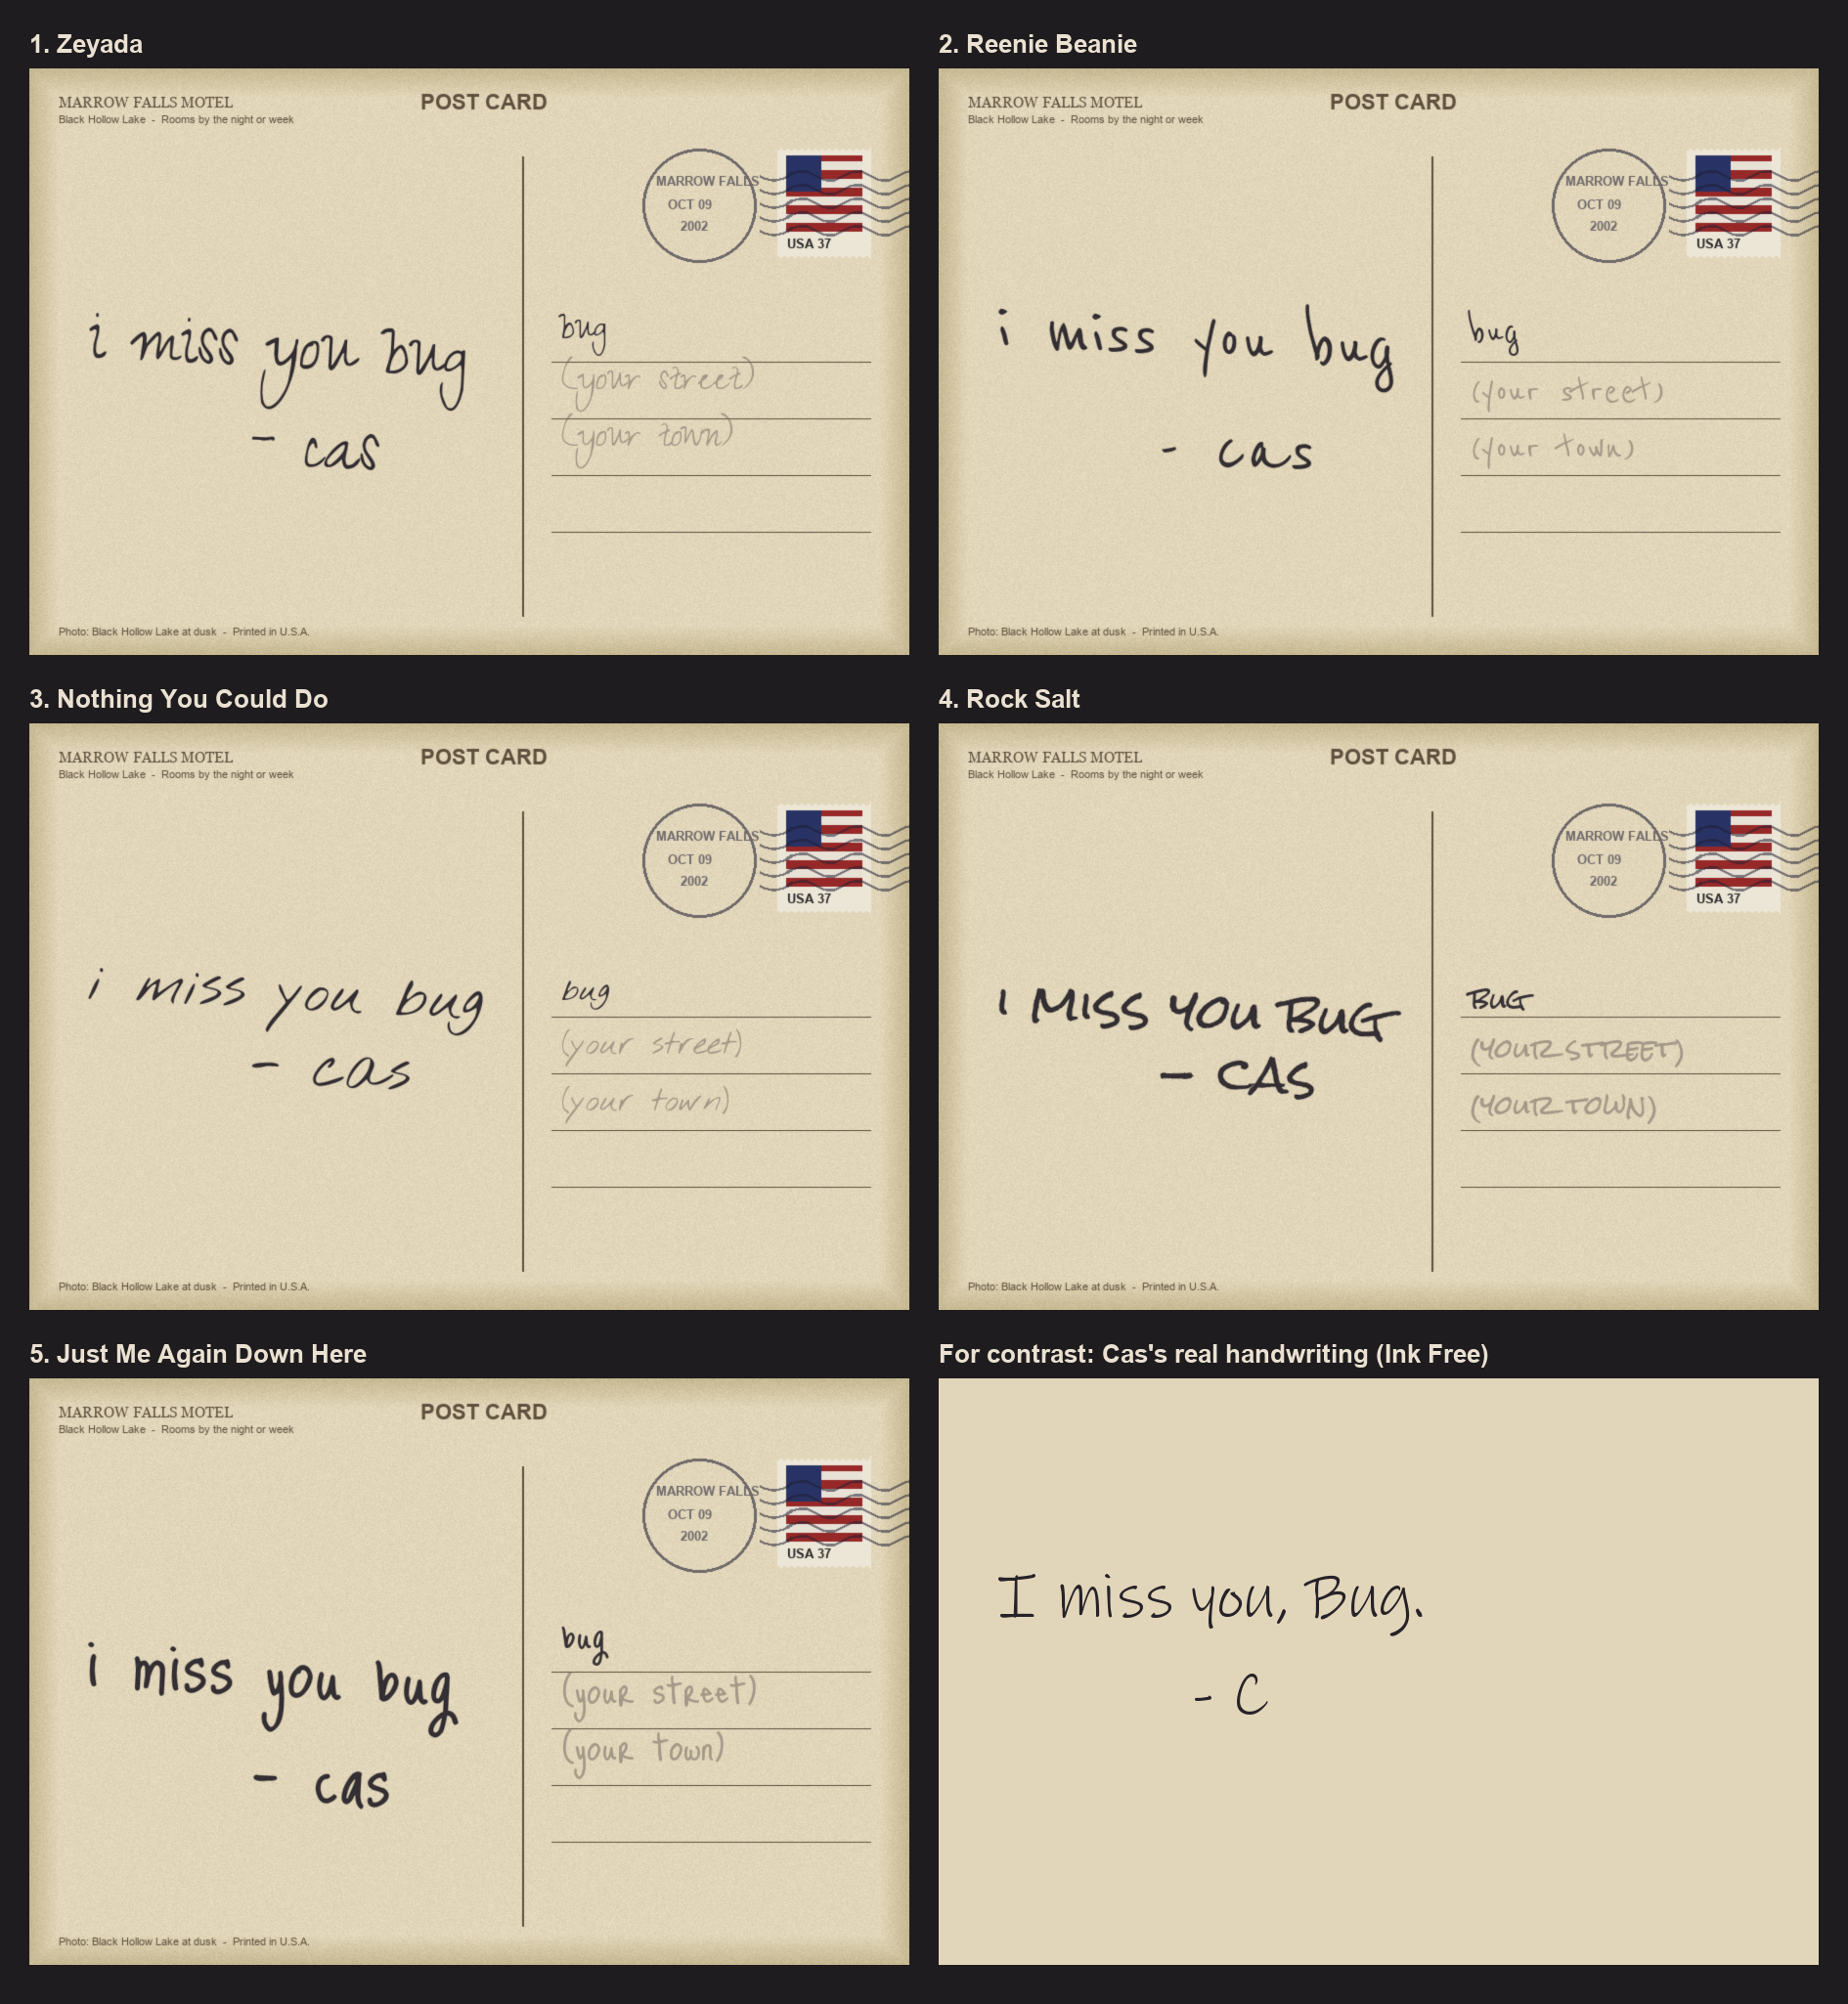 1. Zeyada
MARROW FALLS MOTEL
Black Hollow Lake - Rooms by the night or week
POST CARD
MARROW FALLS
OCT 09
2002
USA 37
i miss you bug
- cas
bug
(your street)
(your town)
Photo: Black Hollow Lake at dusk - Printed in U.S.A.
2. Reenie Beanie
MARROW FALLS MOTEL
Black Hollow Lake - Rooms by the night or week
POST CARD
MARROW FALLS
OCT 09
2002
USA 37
i miss you bug
- cas
bug
(your street)
(your town)
Photo: Black Hollow Lake at dusk - Printed in U.S.A.
3. Nothing You Could Do
MARROW FALLS MOTEL
Black Hollow Lake - Rooms by the night or week
POST CARD
MARROW FALLS
OCT 09
2002
USA 37
i miss you bug
- cas
bug
(your street)
(your town)
Photo: Black Hollow Lake at dusk - Printed in U.S.A.
4. Rock Salt
MARROW FALLS MOTEL
Black Hollow Lake - Rooms by the night or week
POST CARD
MARROW FALLS
OCT 09
2002
USA 37
I MISS YOU BUG
- CAS
BUG
(YOUR STREET)
(YOUR TOWN)
Photo: Black Hollow Lake at dusk - Printed in U.S.A.
5. Just Me Again Down Here
MARROW FALLS MOTEL
Black Hollow Lake - Rooms by the night or week
POST CARD
MARROW FALLS
OCT 09
2002
USA 37
i miss you bug
- cas
bug
(your street)
(your town)
Photo: Black Hollow Lake at dusk - Printed in U.S.A.
For contrast: Cas's real handwriting (Ink Free)
I miss you, Bug.
- C